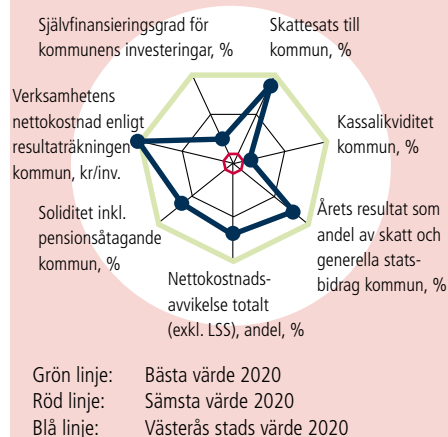 Självfinansieringsgrad för
kommunens investeringar, %
Skattesats till
kommun, %
Verksamhetens
nettokostnad enligt
resultaträkningen
kommun, kr/inv.
Kassalikviditet
kommun, %
Soliditet inkl.
pensionsåtagande
kommun, %
Årets resultat som
andel av skatt och
generella stats-
bidrag kommun, %
Nettokostnads-
avvikelse totalt
(exkl. LSS), andel, %
Grön linje: Bästa värde 2020
Röd linje: Sämsta värde 2020
Blå linje: Västerås stads värde 2020